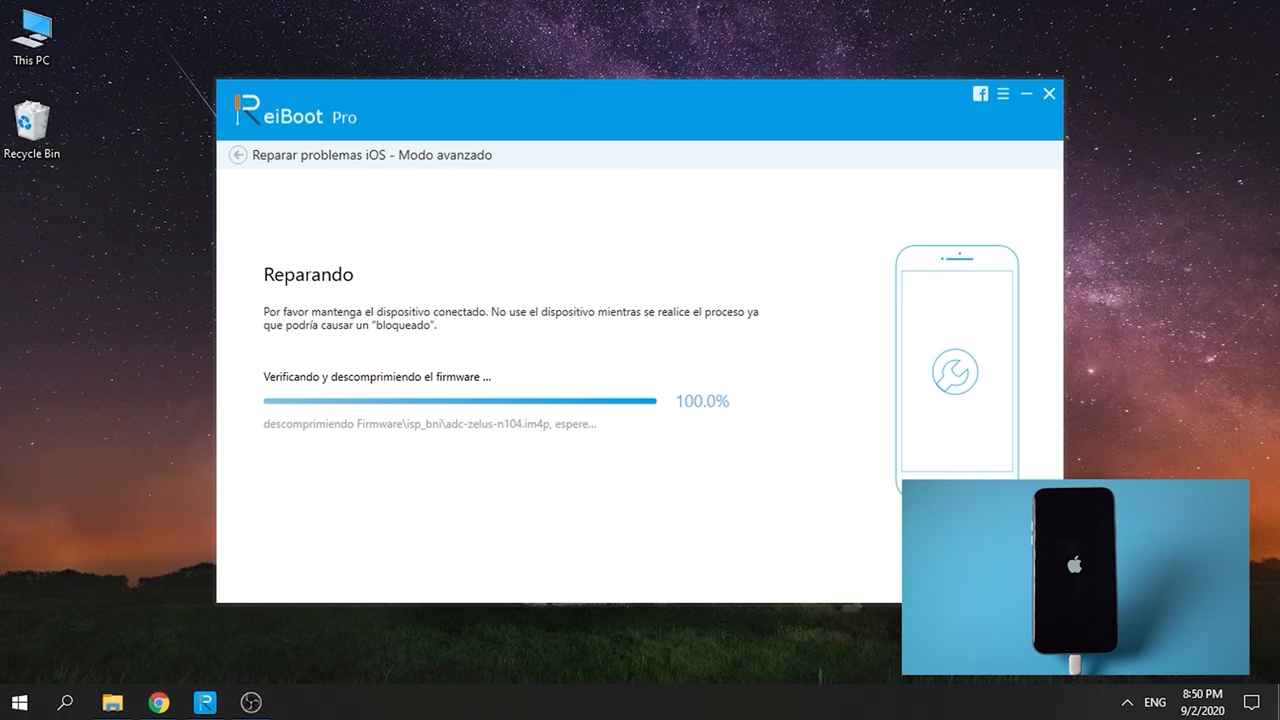 This PC
Recycle Bin
ReiBoot Pro
Reparar problemas iOS - Modo avanzado
Reparando
Por favor mantenga el dispositivo conectado. No use el dispositivo mientras se realice el proceso ya
que podría causar un "bloqueado".
Verificando y descomprimiendo el firmware ...
100.0%
descomprimiendo Firmware\isp_bni\adc-zelus-n104.im4p, espere...
ENG
8:50 PM
9/2/2020